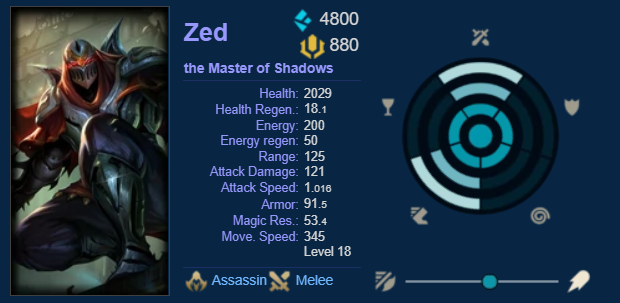 Zed
4800
880
the Master of Shadows
Health: 2029
Health Regen.: 18.1
Energy: 200
Energy regen: 50
Range: 125
Attack Damage: 121
Attack Speed: 1.016
Armor: 91.5
Magic Res.: 53.4
Move. Speed: 345
Level 18
Assassin Melee